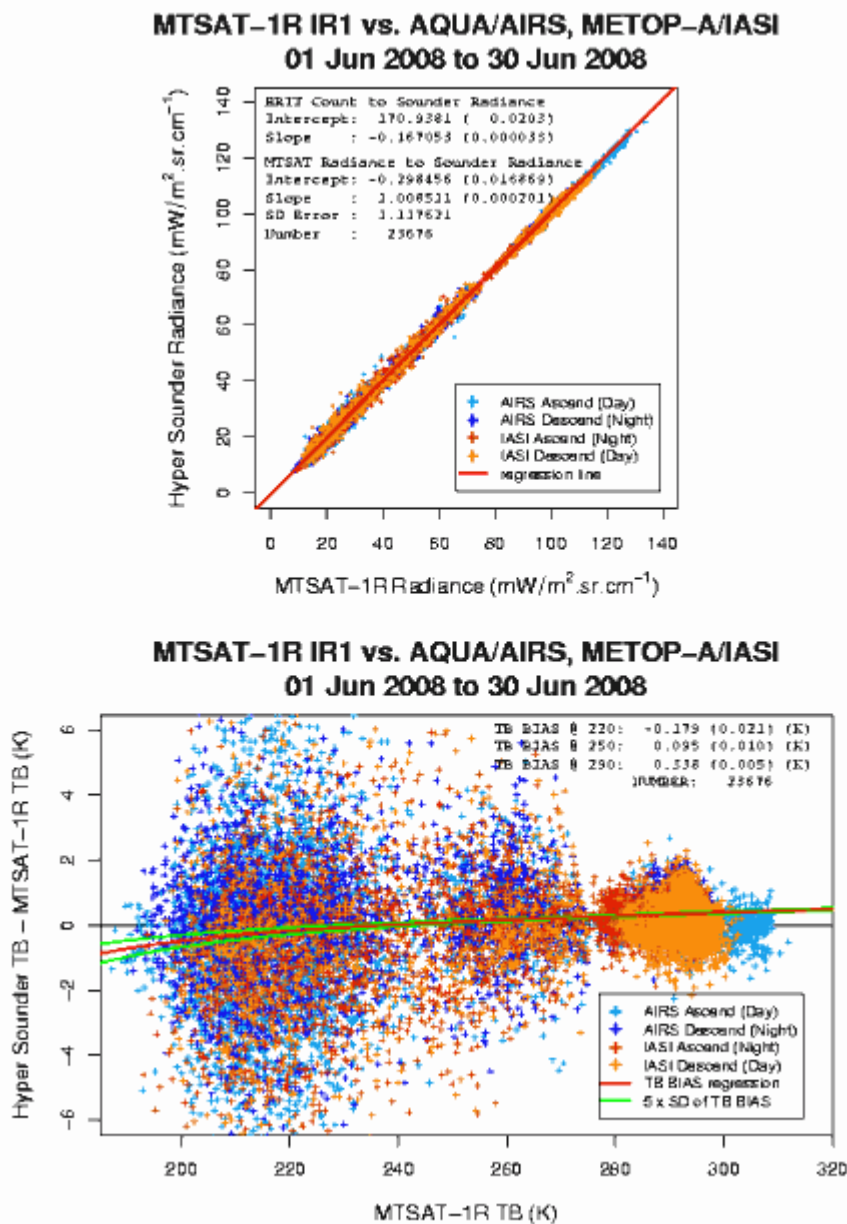 MTSAT-1R IR1 vs. AQUA/AIRS, METOP-A/IASI
01 Jun 2008 to 30 Jun 2008
HRIT Count to Sounder Radiance
Intercept: 170.9381 ( 0.0203)
Slope : -0.167053 (0.000033)
MTSAT Radiance to Sounder Radiance
Intercept: -0.298456 (0.016869)
Slope : 1.008511 (0.000201)
SD Error : 1.117621
Number : 23676
Hyper Sounder Radiance (mW/m².sr.cm⁻¹)
140
120
100
80
60
40
20
0
AIRS Ascend (Day)
AIRS Descend (Night)
IASI Ascend (Night)
IASI Descend (Day)
regression line
0 20 40 60 80 100 120 140
MTSAT-1R Radiance (mW/m².sr.cm⁻¹)
MTSAT-1R IR1 vs. AQUA/AIRS, METOP-A/IASI
01 Jun 2008 to 30 Jun 2008
TB BIAS @ 220: -0.179 (0.021) (K)
TB BIAS @ 250: 0.095 (0.010) (K)
TB BIAS @ 290: 0.338 (0.005) (K)
NUMBER: 23676
Hyper Sounder TB - MTSAT-1R TB (K)
6
4
2
0
-2
-4
-6
AIRS Ascend (Day)
AIRS Descend (Night)
IASI Ascend (Night)
IASI Descend (Day)
TB BIAS regression
5 x SD of TB BIAS
200 220 240 260 280 300 320
MTSAT-1R TB (K)